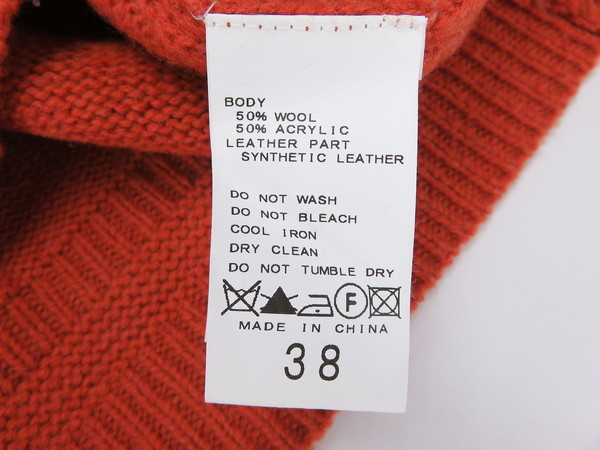 BODY
50% WOOL
50% ACRYLIC
LEATHER PART
SYNTHETIC LEATHER
DO NOT WASH
DO NOT BLEACH
COOL IRON
DRY CLEAN
DO NOT TUMBLE DRY
F
MADE IN CHINA
38